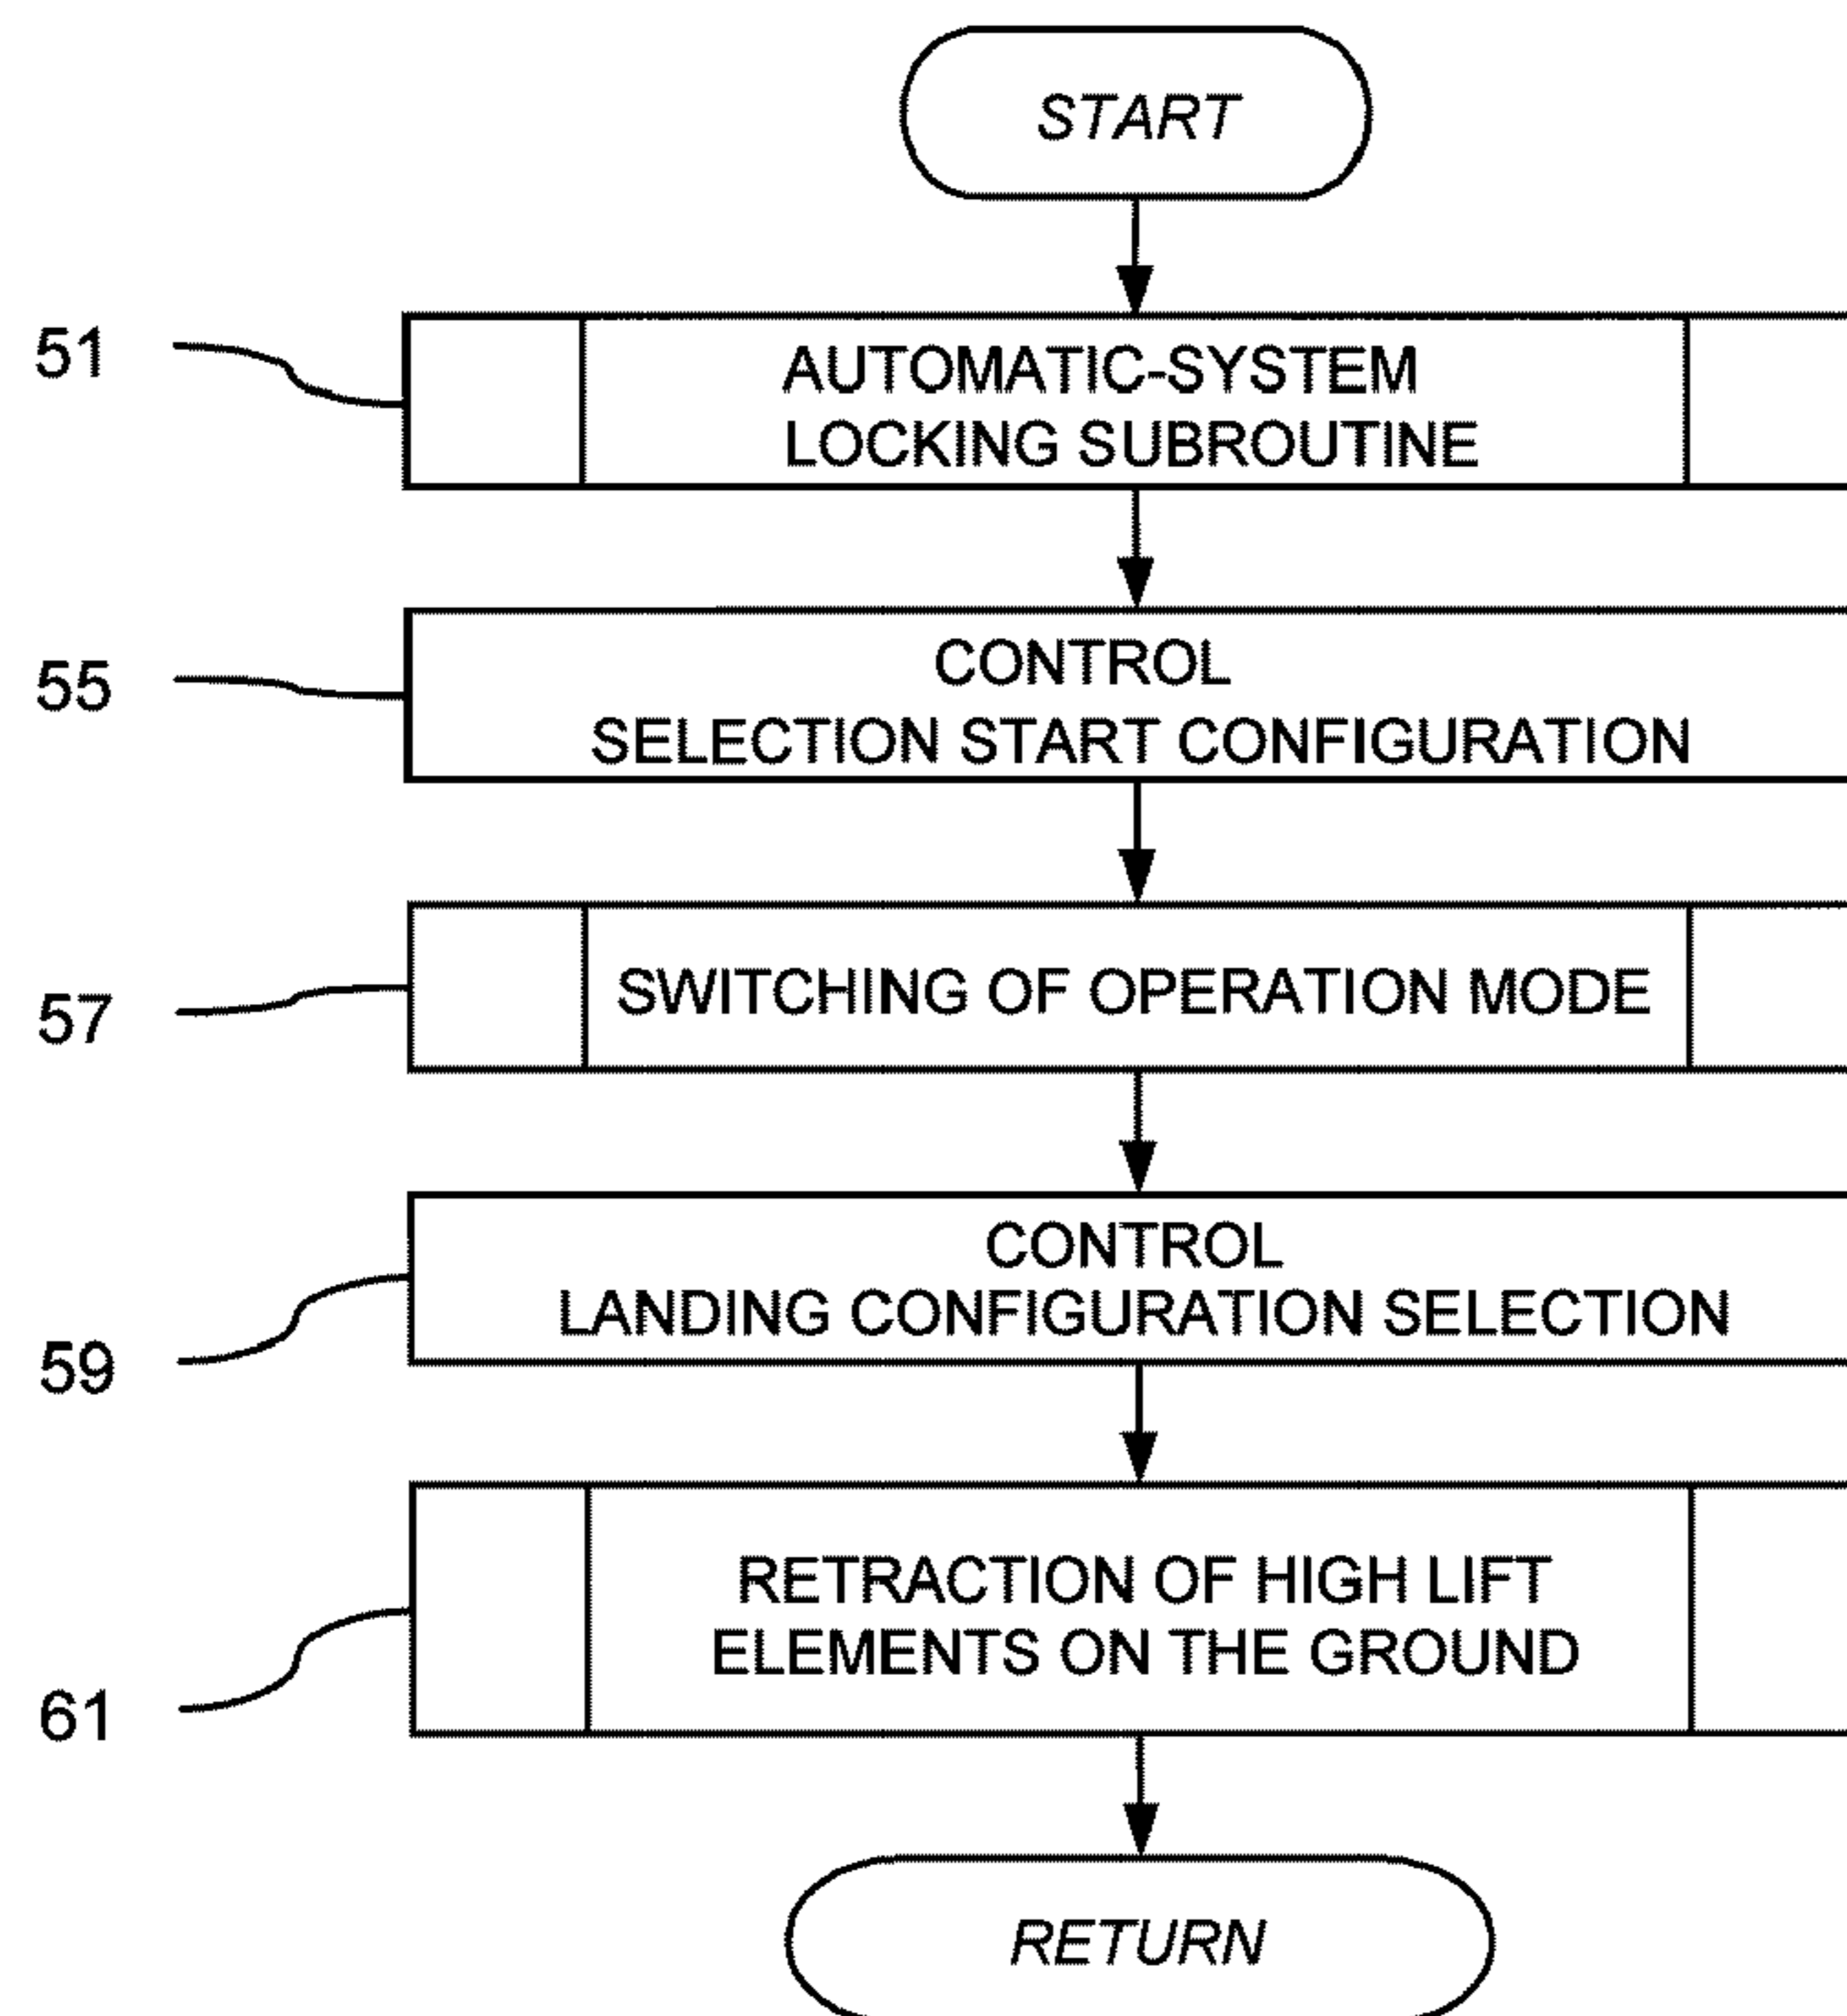 START
51
AUTOMATIC-SYSTEM
LOCKING SUBROUTINE
55
CONTROL
SELECTION START CONFIGURATION
57
SWITCHING OF OPERATION MODE
59
CONTROL
LANDING CONFIGURATION SELECTION
61
RETRACTION OF HIGH LIFT
ELEMENTS ON THE GROUND
RETURN